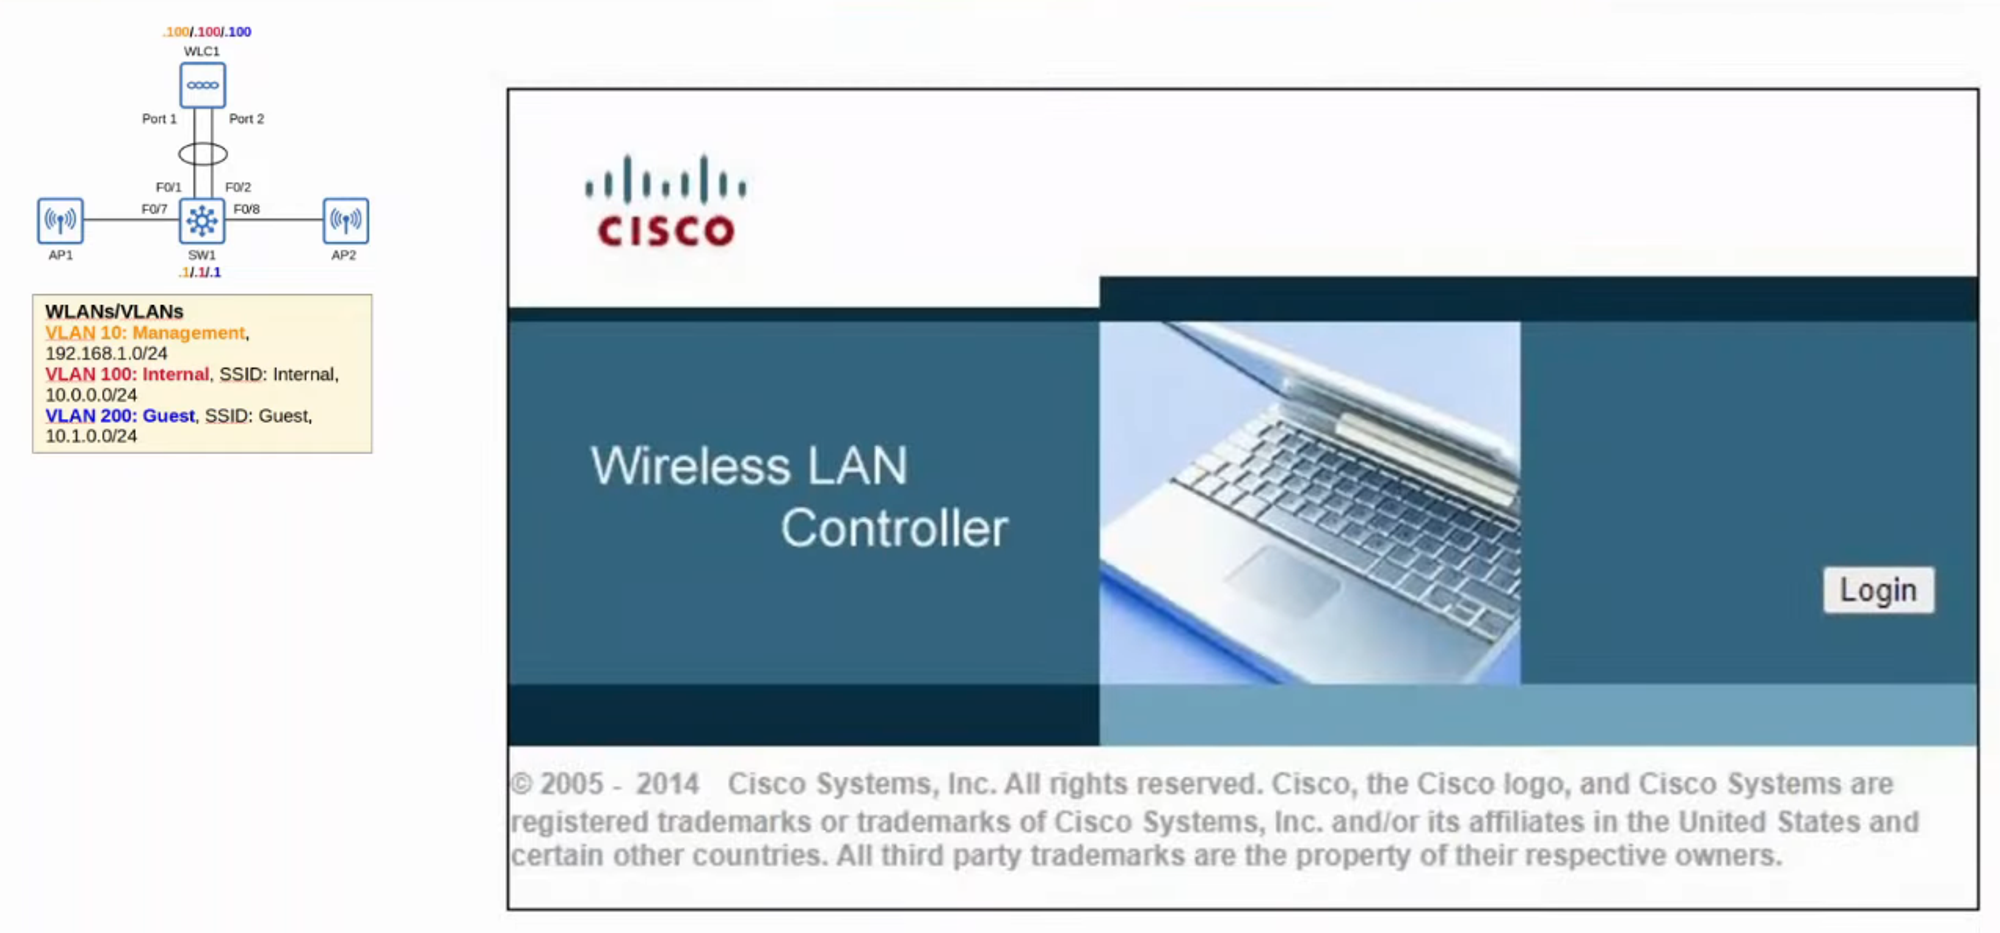 .100/.100/.100
WLC1
Port 1
Port 2
F0/1
F0/2
F0/7
F0/8
AP1
SW1
AP2
.1/.1/.1
WLANs/VLANs
VLAN 10: Management,
192.168.1.0/24
VLAN 100: Internal, SSID: Internal,
10.0.0.0/24
VLAN 200: Guest, SSID: Guest,
10.1.0.0/24
CISCO
Wireless LAN
Controller
Login
© 2005 - 2014 Cisco Systems, Inc. All rights reserved. Cisco, the Cisco logo, and Cisco Systems are
registered trademarks or trademarks of Cisco Systems, Inc. and/or its affiliates in the United States and
certain other countries. All third party trademarks are the property of their respective owners.